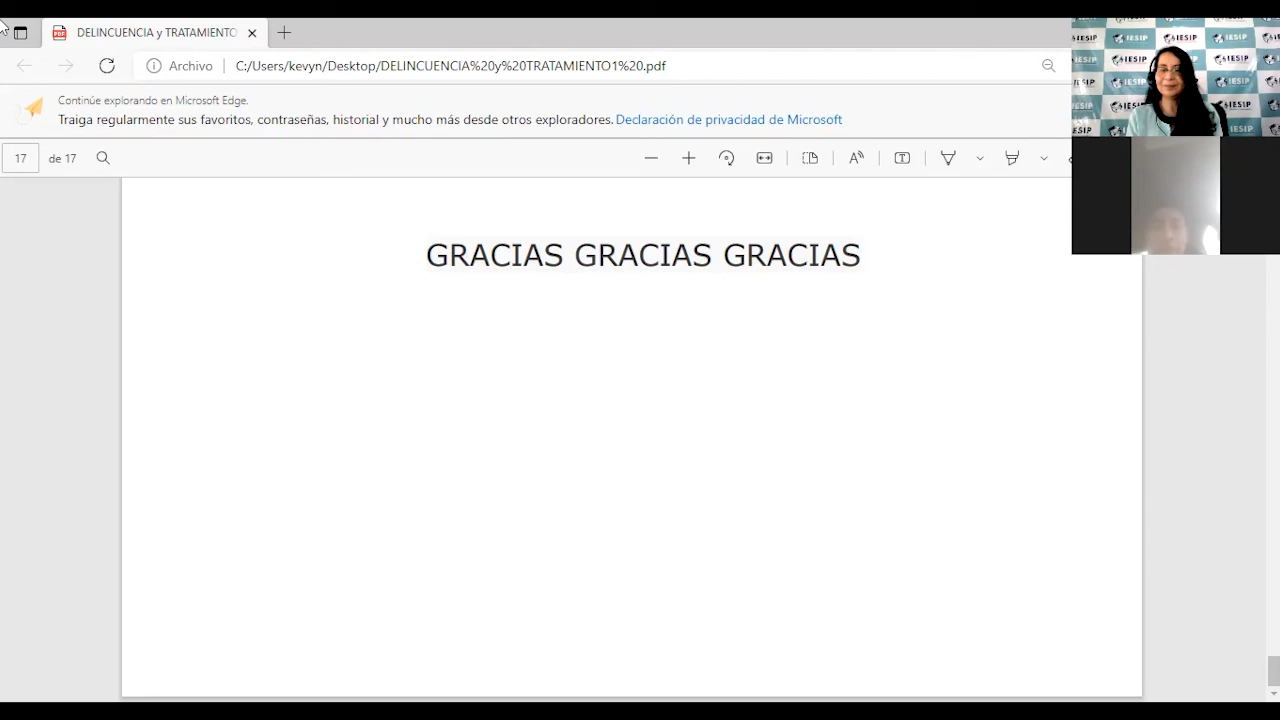 DELINCUENCIA y TRATAMIENTO
Archivo
C:/Users/kevyn/Desktop/DELINCUENCIA%20y%20TRATAMIENTO1%20.pdf
Continúe explorando en Microsoft Edge.
Traiga regularmente sus favoritos, contraseñas, historial y mucho más desde otros exploradores. Declaración de privacidad de Microsoft
17 de 17
GRACIAS GRACIAS GRACIAS
IESIP